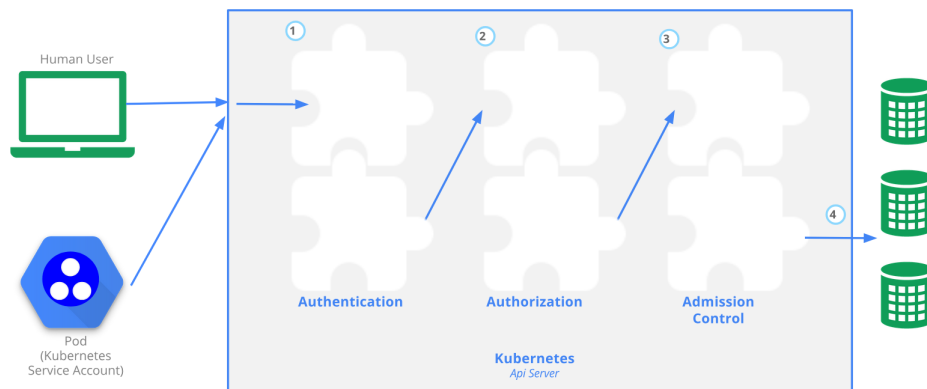 1
2
3
Human User
4
Authentication
Authorization
Admission
Control
Pod
(Kubernetes
Service Account)
Kubernetes
Api Server